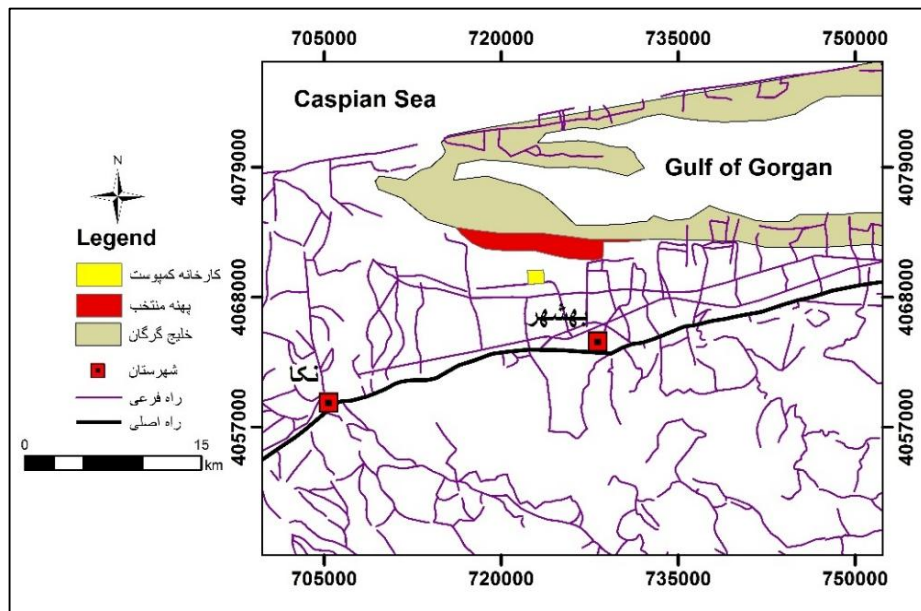 705000 720000 735000 750000
Caspian Sea
Gulf of Gorgan
4079000 4079000
4068000 4068000
4057000 4057000
بهشهر
نکا
N
Legend
کارخانه کمپوست
پهنه منتخب
خلیج گرگان
شهرستان
راه فرعی
راه اصلی
0 15
km
705000 720000 735000 750000